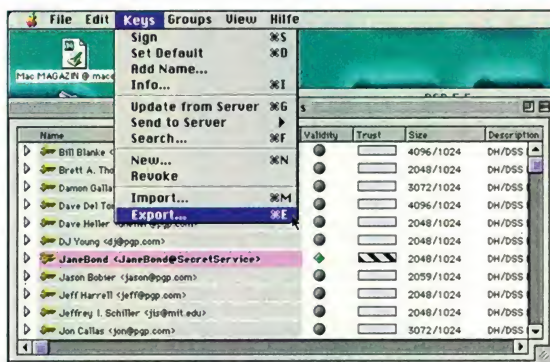 File Edit Keys Groups View Hilfe
Sign ⌘S
Set Default ⌘D
Add Name...
Info... ⌘I
Update from Server ⌘G
Send to Server
Search... ⌘F
New... ⌘N
Revoke
Import... ⌘M
Export... ⌘E
Mac MAGAZIN @ mace
s
Name Validity Trust Size Description
Bill Blanke 4096/1024 DH/DSS
Brett A. Tho 2048/1024 DH/DSS
Damon Galla 3072/1024 DH/DSS
Dave Del Tor 4096/1024 DH/DSS
Dave Heller 2048/1024 DH/DSS
DJ Young <dj@pgp.com> 2048/1024 DH/DSS
JaneBond <JaneBond@SecretService> 2048/1024 DH/DSS
Jason Bobier <jason@pgp.com> 2059/1024 DH/DSS
Jeff Harrell <jeff@pgp.com> 2048/1024 DH/DSS
Jeffrey I. Schiller <jis@mit.edu> 2048/1024 DH/DSS
Jon Callas <jon@pgp.com> 3072/1024 DH/DSS